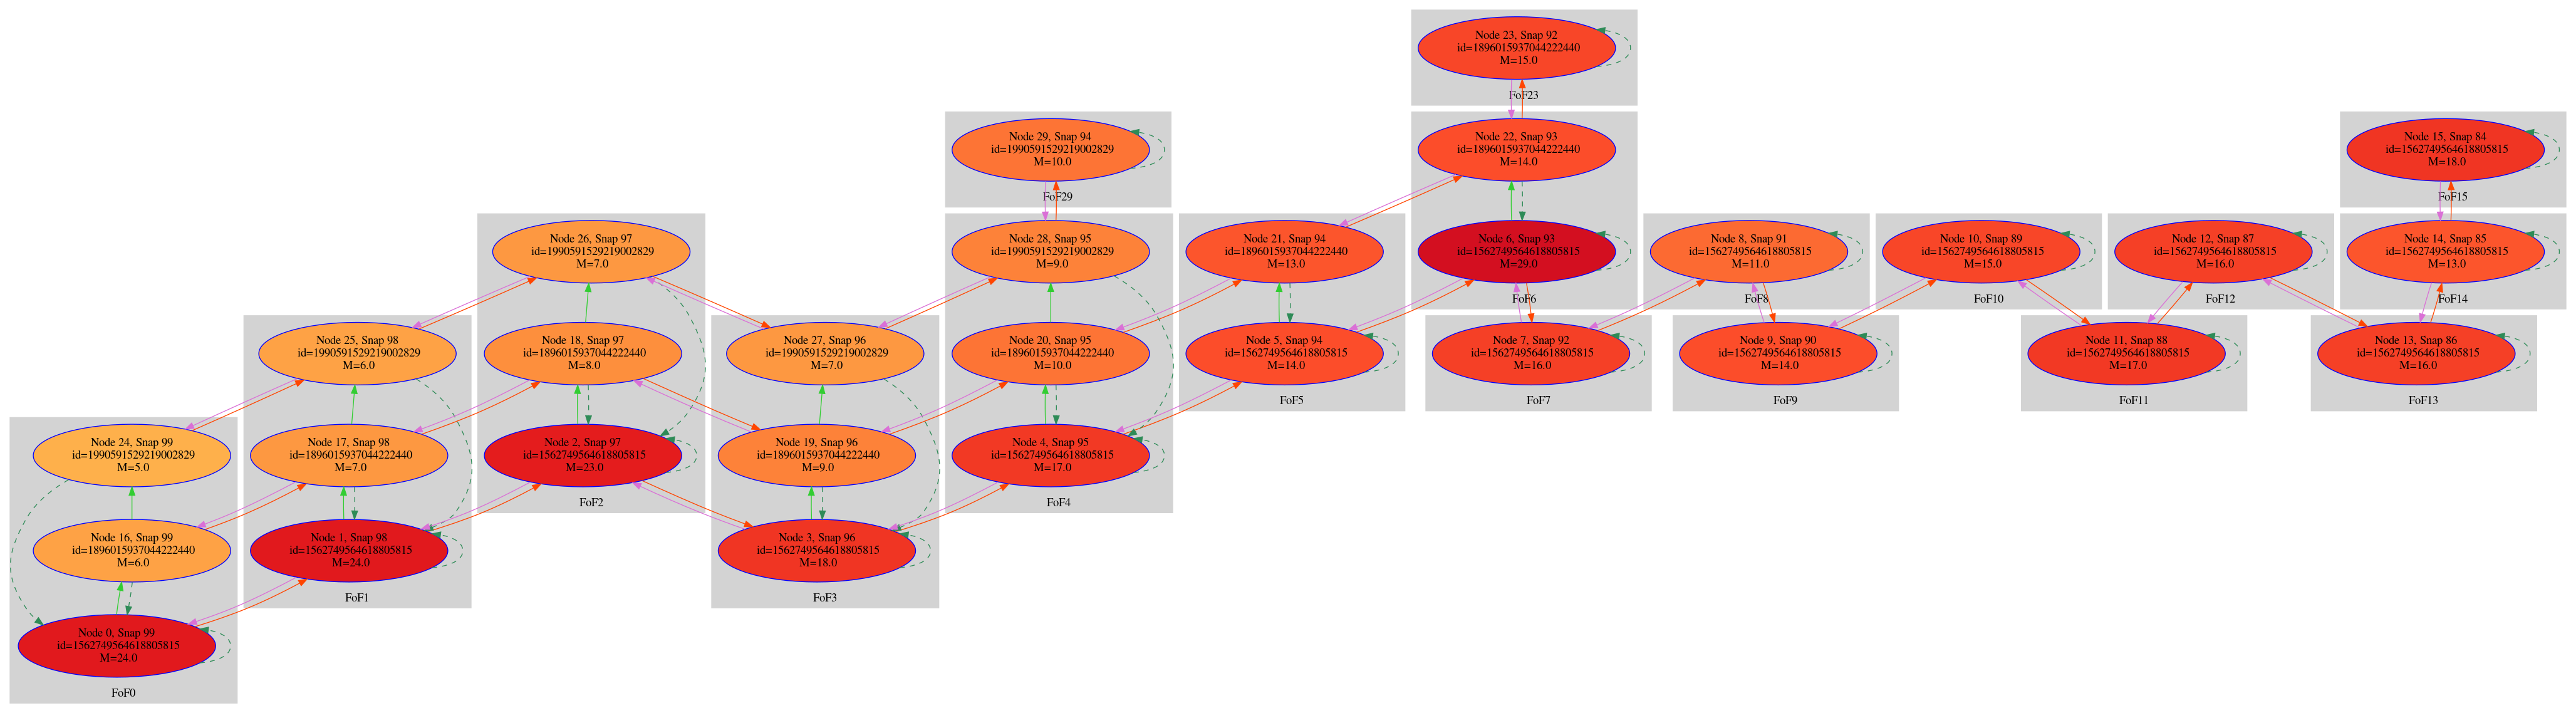 Node 23, Snap 92
id=1896015937044222440
M=15.0
FoF23
Node 29, Snap 94
id=1990591529219002829
M=10.0
FoF29
Node 22, Snap 93
id=1896015937044222440
M=14.0
Node 15, Snap 84
id=1562749564618805815
M=18.0
FoF15
Node 26, Snap 97
id=1990591529219002829
M=7.0
Node 28, Snap 95
id=1990591529219002829
M=9.0
Node 21, Snap 94
id=1896015937044222440
M=13.0
Node 6, Snap 93
id=1562749564618805815
M=29.0
FoF6
Node 8, Snap 91
id=1562749564618805815
M=11.0
FoF8
Node 10, Snap 89
id=1562749564618805815
M=15.0
FoF10
Node 12, Snap 87
id=1562749564618805815
M=16.0
FoF12
Node 14, Snap 85
id=1562749564618805815
M=13.0
FoF14
Node 25, Snap 98
id=1990591529219002829
M=6.0
Node 18, Snap 97
id=1896015937044222440
M=8.0
Node 27, Snap 96
id=1990591529219002829
M=7.0
Node 20, Snap 95
id=1896015937044222440
M=10.0
Node 5, Snap 94
id=1562749564618805815
M=14.0
FoF5
Node 7, Snap 92
id=1562749564618805815
M=16.0
FoF7
Node 9, Snap 90
id=1562749564618805815
M=14.0
FoF9
Node 11, Snap 88
id=1562749564618805815
M=17.0
FoF11
Node 13, Snap 86
id=1562749564618805815
M=16.0
FoF13
Node 24, Snap 99
id=1990591529219002829
M=5.0
Node 17, Snap 98
id=1896015937044222440
M=7.0
Node 2, Snap 97
id=1562749564618805815
M=23.0
FoF2
Node 19, Snap 96
id=1896015937044222440
M=9.0
Node 4, Snap 95
id=1562749564618805815
M=17.0
FoF4
Node 16, Snap 99
id=1896015937044222440
M=6.0
Node 1, Snap 98
id=1562749564618805815
M=24.0
FoF1
Node 3, Snap 96
id=1562749564618805815
M=18.0
FoF3
Node 0, Snap 99
id=1562749564618805815
M=24.0
FoF0